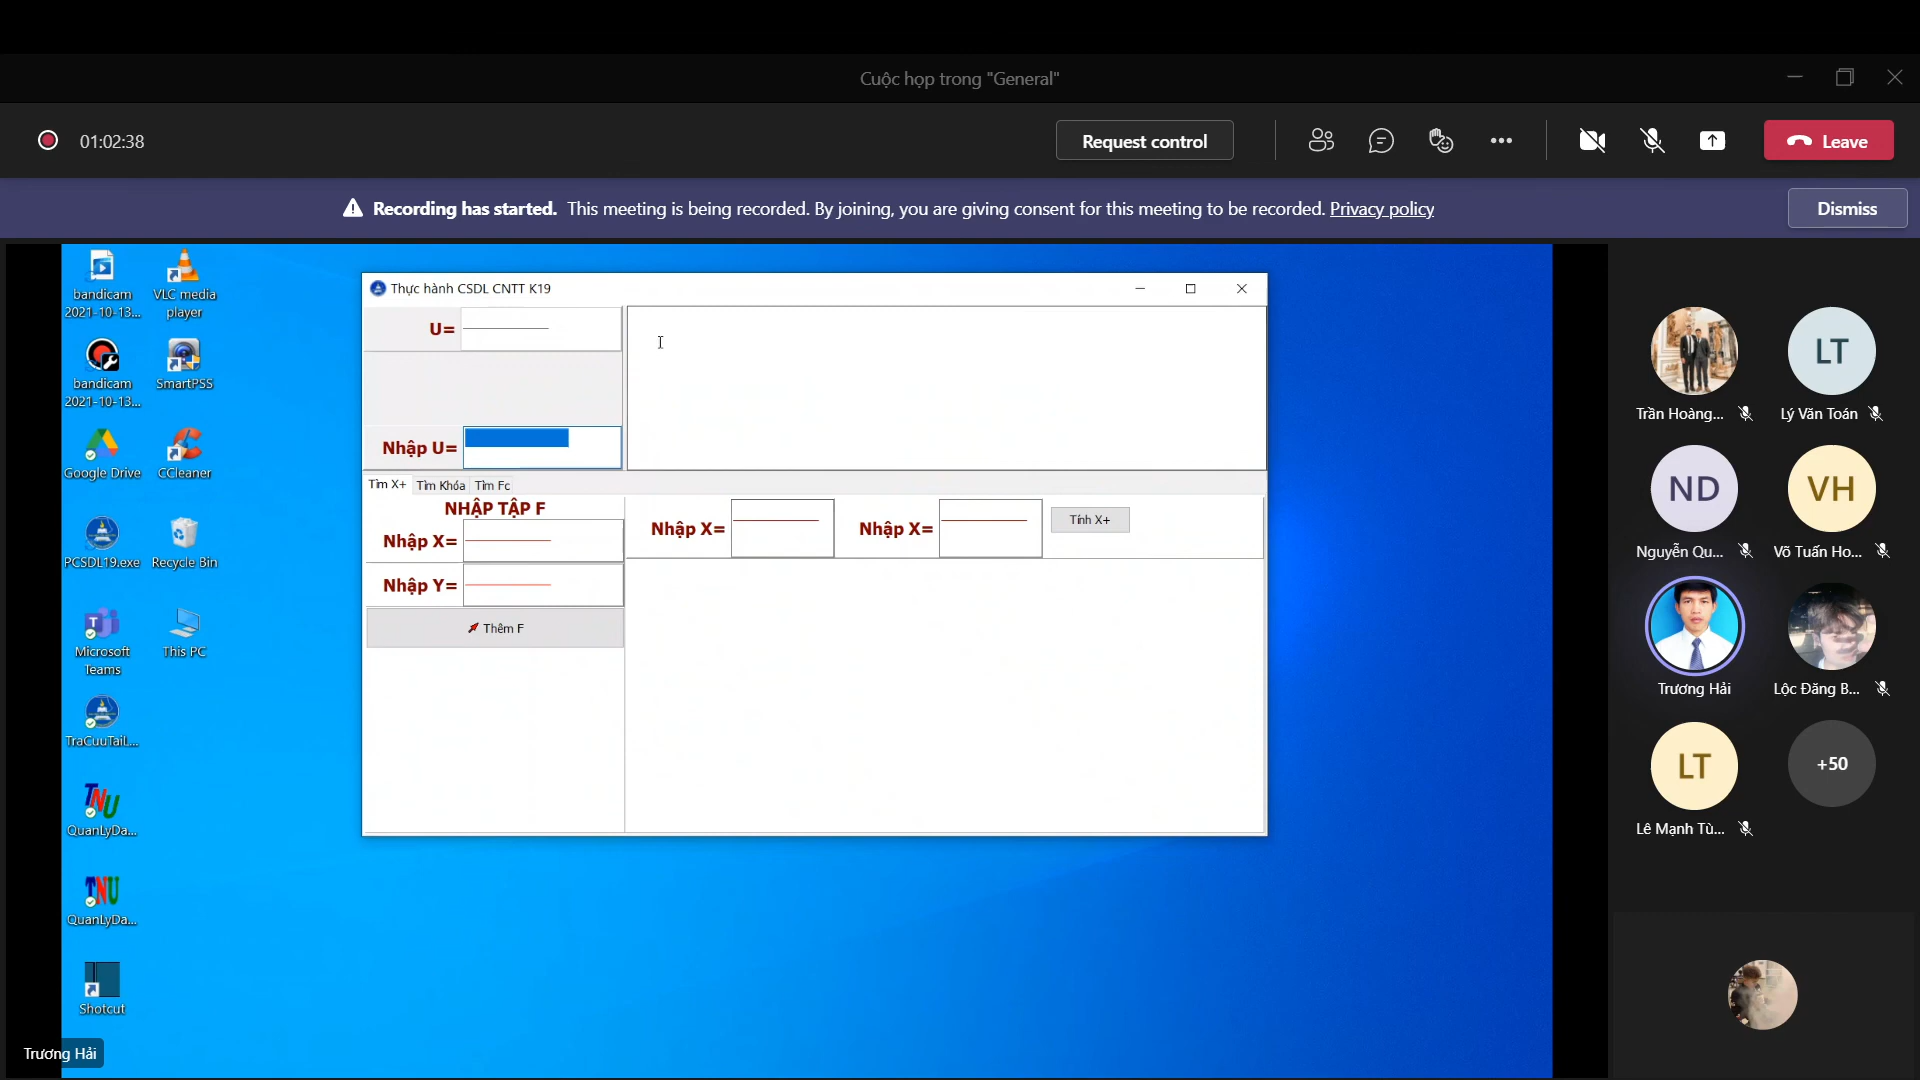 Cuộc họp trong "General"
01:02:38
Request control
Leave
Recording has started. This meeting is being recorded. By joining, you are giving consent for this meeting to be recorded. Privacy policy
Dismiss
bandicam
2021-10-13...
VLC media
player
bandicam
2021-10-13...
SmartPSS
Google Drive
CCleaner
PCSDL19.exe
Recycle Bin
Microsoft
Teams
This PC
TraCuuTaiL...
QuanLyDa...
QuanLyDa...
Shotcut
Thực hành CSDL CNTT K19
U=
Nhập U=
Tìm X+
Tìm Khóa
Tìm Fc
NHẬP TẬP F
Nhập X=
Nhập Y=
Thêm F
Nhập X=
Nhập X=
Tính X+
LT
Trần Hoàng...
Lý Văn Toán
ND
VH
Nguyễn Qu...
Võ Tuấn Ho...
Trương Hải
Lộc Đăng B...
LT
+50
Lê Mạnh Tù...
Trương Hải